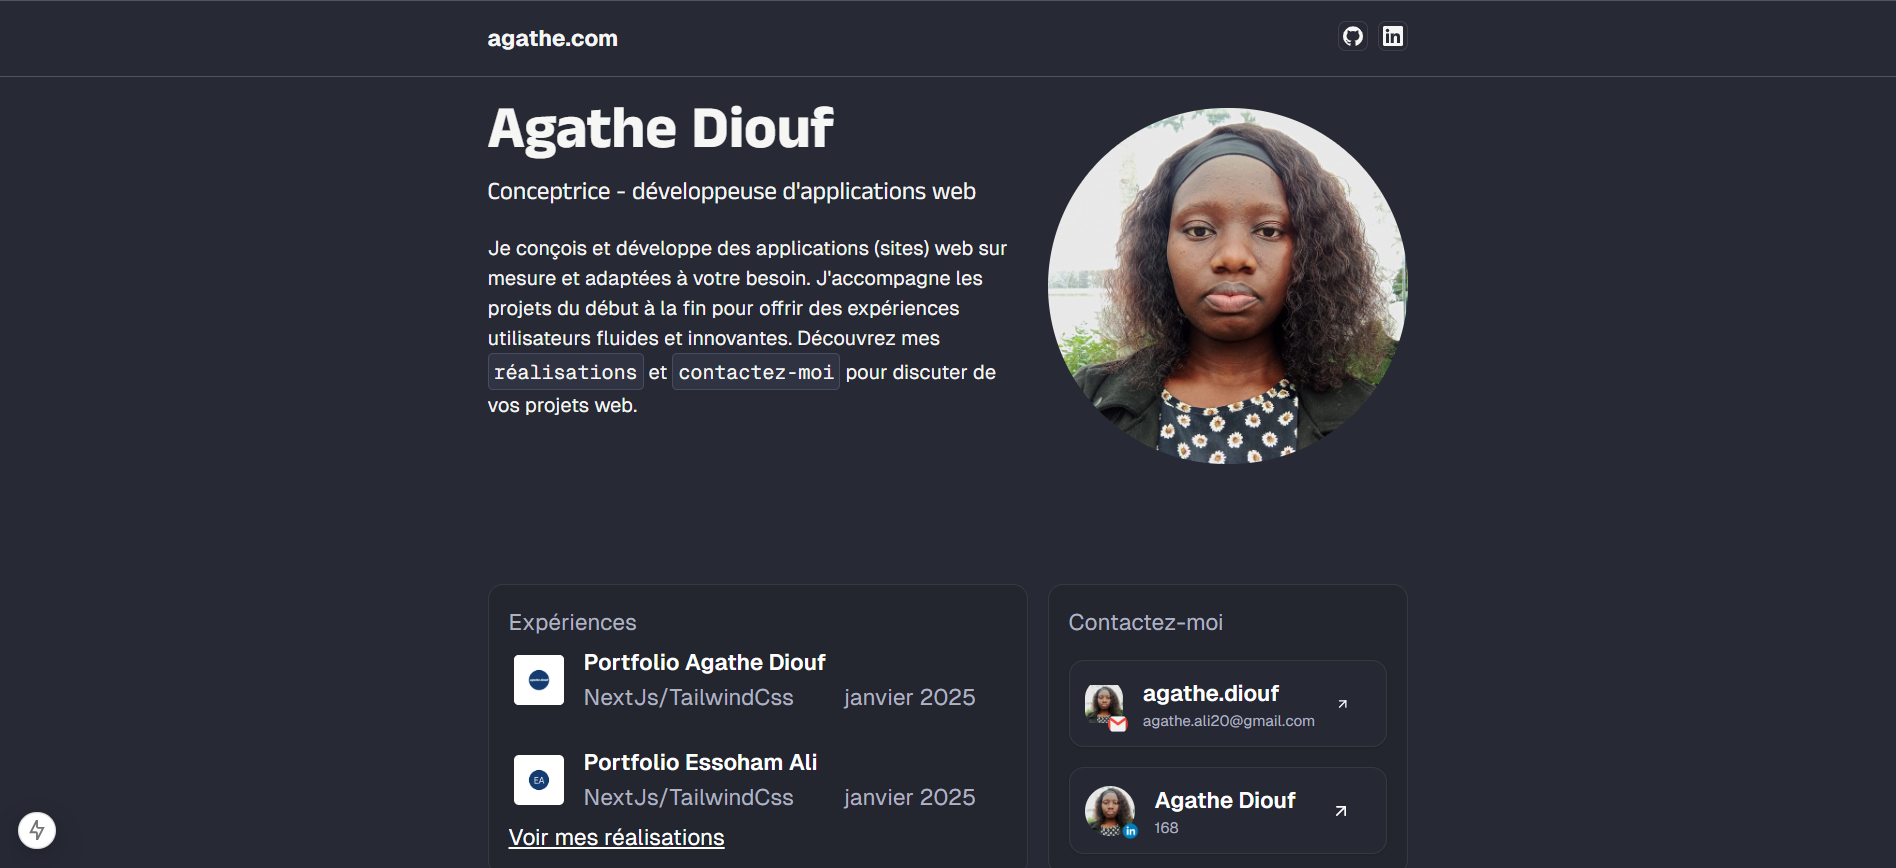 agathe.com
Agathe Diouf
Conceptrice - développeuse d'applications web
Je conçois et développe des applications (sites) web sur
mesure et adaptées à votre besoin. J'accompagne les
projets du début à la fin pour offrir des expériences
utilisateurs fluides et innovantes. Découvrez mes
réalisations et contactez-moi pour discuter de
vos projets web.
Expériences
Portfolio Agathe Diouf
NextJs/TailwindCss janvier 2025
EA
Portfolio Essoham Ali
NextJs/TailwindCss janvier 2025
Voir mes réalisations
Contactez-moi
agathe.diouf
agathe.ali20@gmail.com
Agathe Diouf
168